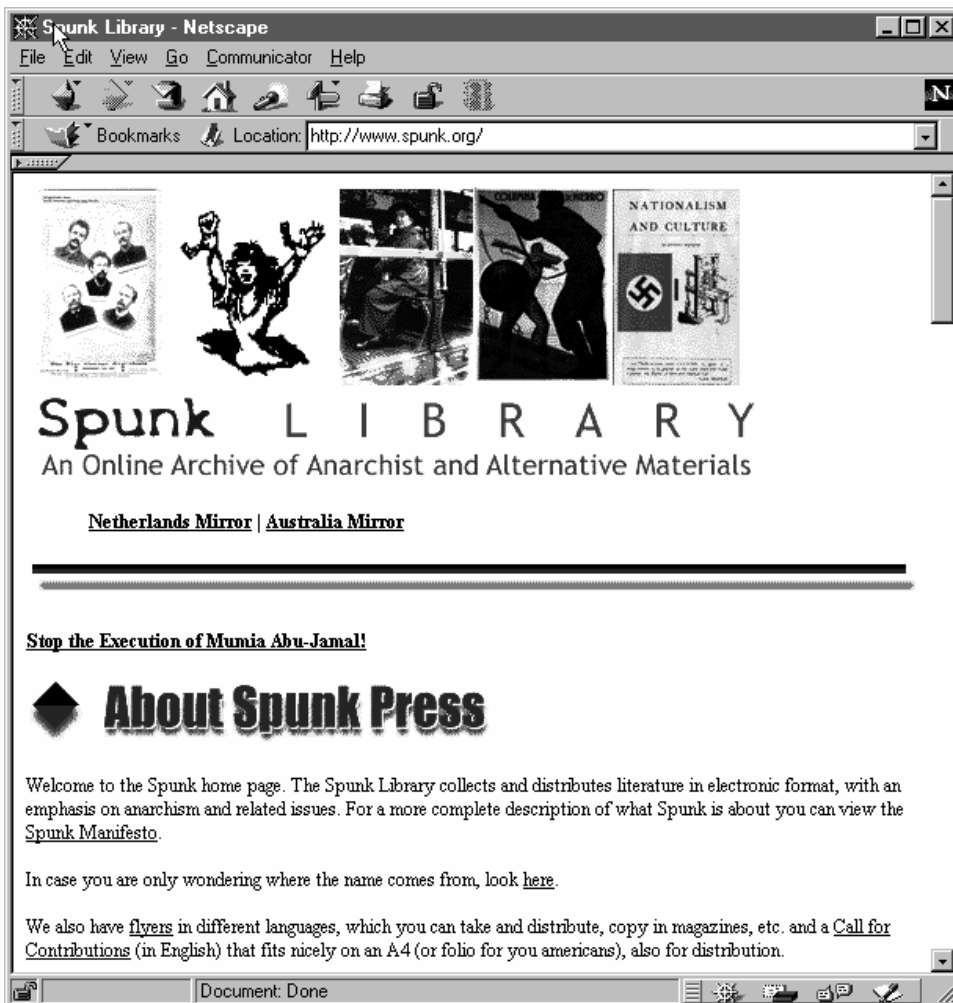 Spunk Library - Netscape
File Edit View Go Communicator Help
N
Bookmarks Location: http://www.spunk.org/
NATIONALISM
AND CULTURE
Spunk LIBRARY
An Online Archive of Anarchist and Alternative Materials
Netherlands Mirror | Australia Mirror
Stop the Execution of Mumia Abu-Jamal!
About Spunk Press
Welcome to the Spunk home page. The Spunk Library collects and distributes literature in electronic format, with an
emphasis on anarchism and related issues. For a more complete description of what Spunk is about you can view the
Spunk Manifesto.
In case you are only wondering where the name comes from, look here.
We also have flyers in different languages, which you can take and distribute, copy in magazines, etc. and a Call for
Contributions (in English) that fits nicely on an A4 (or folio for you americans), also for distribution.
Document: Done